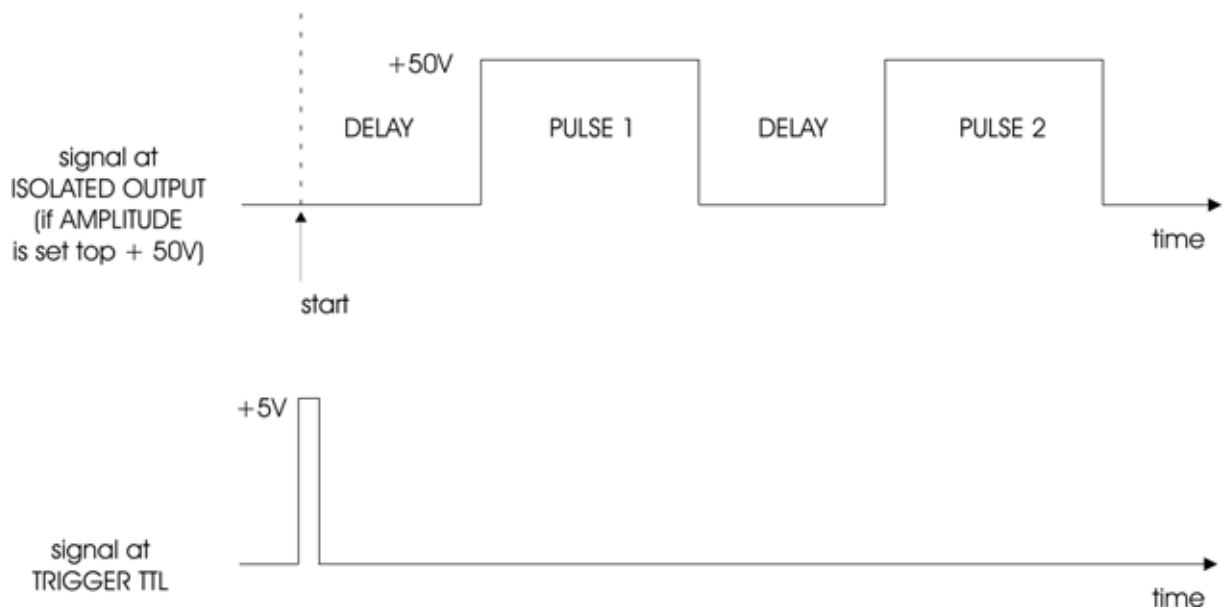 +50V
DELAY PULSE 1 DELAY PULSE 2
signal at
ISOLATED OUTPUT
(if AMPLITUDE
is set top + 50V)
time
start
+5V
signal at
TRIGGER TTL
time